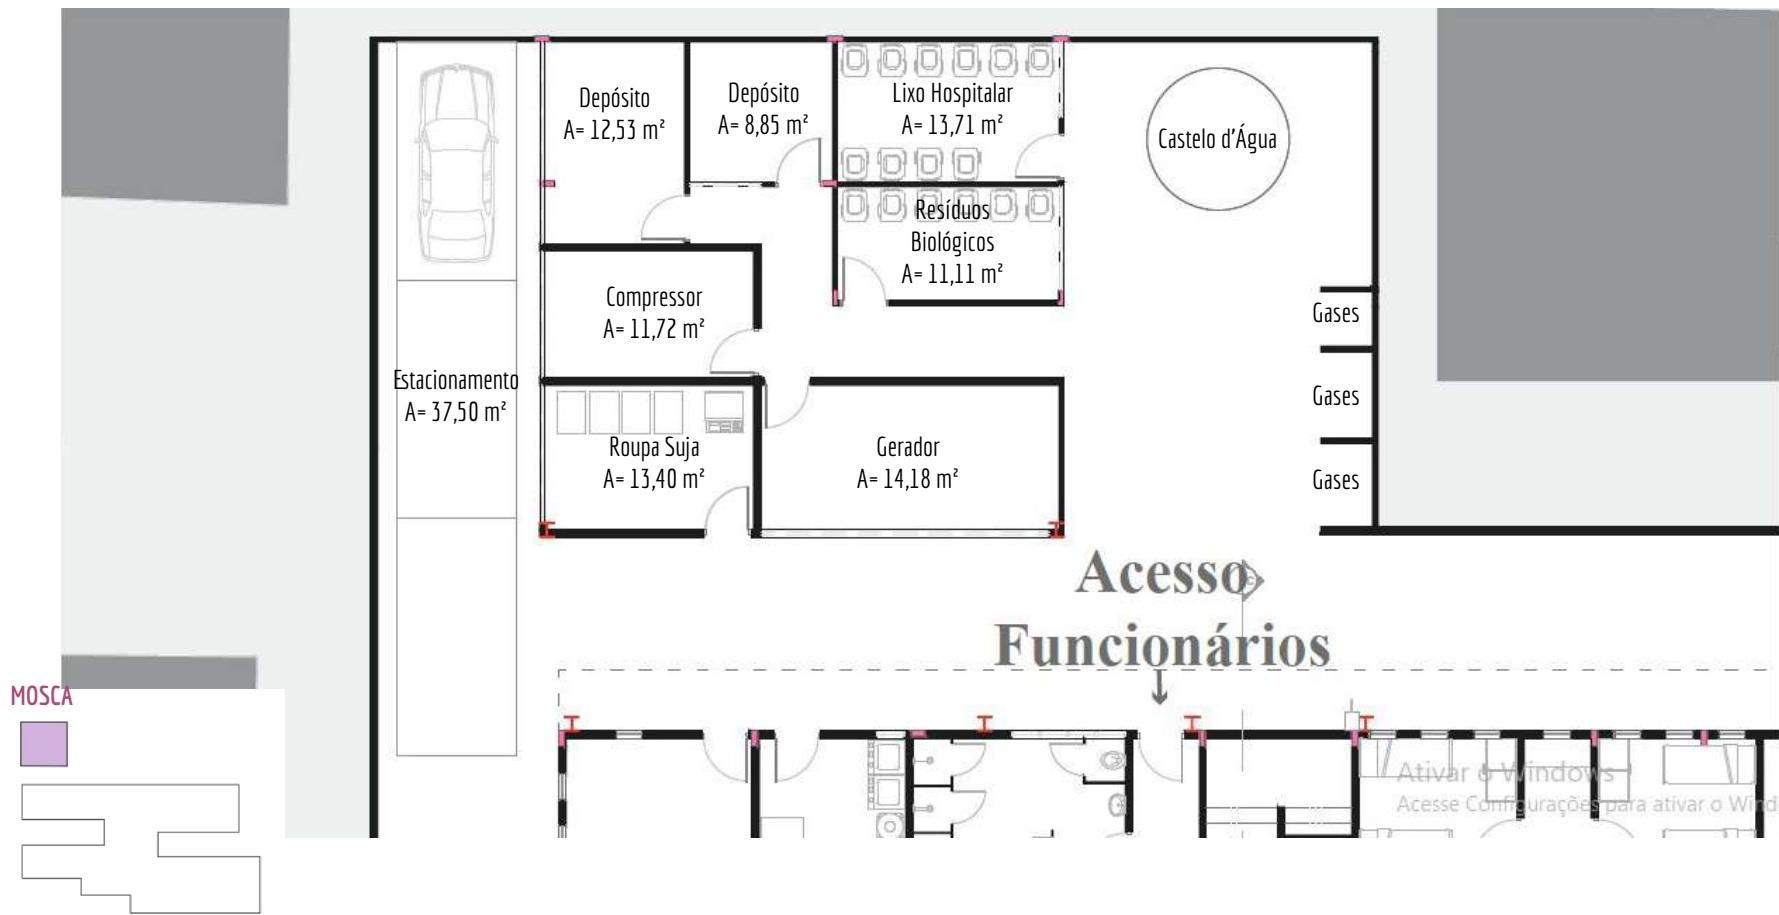 Depósito
A= 12,53 m²
Depósito
A= 8,85 m²
Lixo Hospitalar
A= 13,71 m²
Castelo d'Água
Resíduos
Biológicos
A= 11,11 m²
Compressor
A= 11,72 m²
Gases
Estacionamento
A= 37,50 m²
Gases
Roupa Suja
A= 13,40 m²
Gerador
A= 14,18 m²
Gases
Acesso
C
Funcionários
MOSCA
Ativar o Windows
Acesse Configurações para ativar o Wind